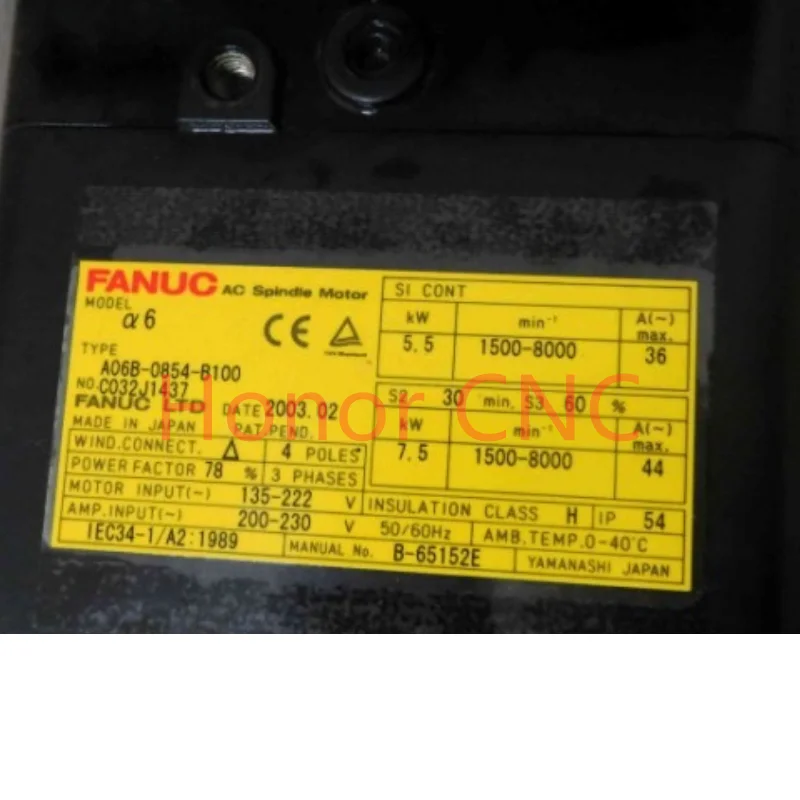 FANUC AC Spindle Motor
MODEL
α6
TYPE
A06B-0854-B100
NO. C032J1437
FANUC LTD DATE 2003.02
MADE IN JAPAN PAT.PEND.
WIND.CONNECT. Δ 4 POLES
POWER FACTOR 78 % 3 PHASES
MOTOR INPUT(~) 135-222 V
AMP.INPUT(~) 200-230 V 50/60Hz
IEC34-1/A2:1989
MANUAL No. B-65152E
S1 CONT
kW min⁻¹ A(~) max.
5.5 1500-8000 36
S2 30 min, S3 60 %
kW min⁻¹ A(~) max.
7.5 1500-8000 44
INSULATION CLASS H IP 54
AMB.TEMP.0-40°C
YAMANASHI JAPAN
CE
Honor CNC